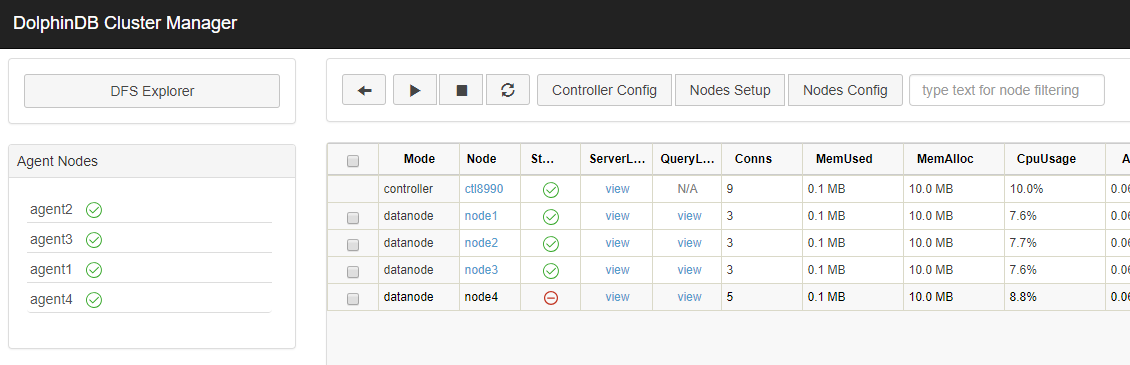 DolphinDB Cluster Manager
DFS Explorer
Controller Config Nodes Setup Nodes Config type text for node filtering
Agent Nodes
agent2
agent3
agent1
agent4
Mode Node St... ServerL... QueryL... Conns MemUsed MemAlloc CpuUsage A
controller ctl8990 view N/A 9 0.1 MB 10.0 MB 10.0% 0.06
datanode node1 view view 3 0.1 MB 10.0 MB 7.6% 0.06
datanode node2 view view 3 0.1 MB 10.0 MB 7.7% 0.06
datanode node3 view view 3 0.1 MB 10.0 MB 7.6% 0.06
datanode node4 view view 5 0.1 MB 10.0 MB 8.8% 0.06